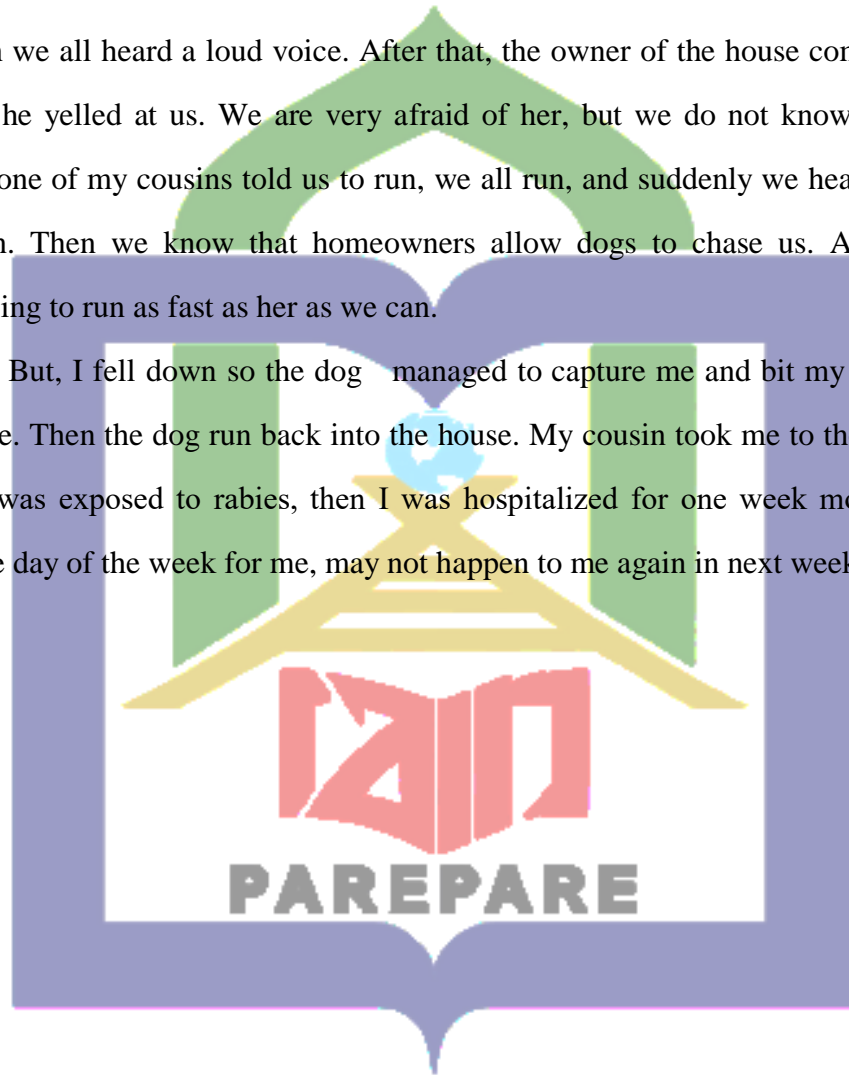 we all heard a loud voice. After that, the owner of the house
he yelled at us. We are very afraid of her, but we do not know
one of my cousins told us to run, we all run, and suddenly we
Then we know that homeowners allow dogs to chase us.
to run as fast as her as we can.
But, I fell down so the dog managed to capture me and bit my
Then the dog run back into the house. My cousin took me to
was exposed to rabies, then I was hospitalized for one week
day of the week for me, may not happen to me again in next week
iain
PAREPARE